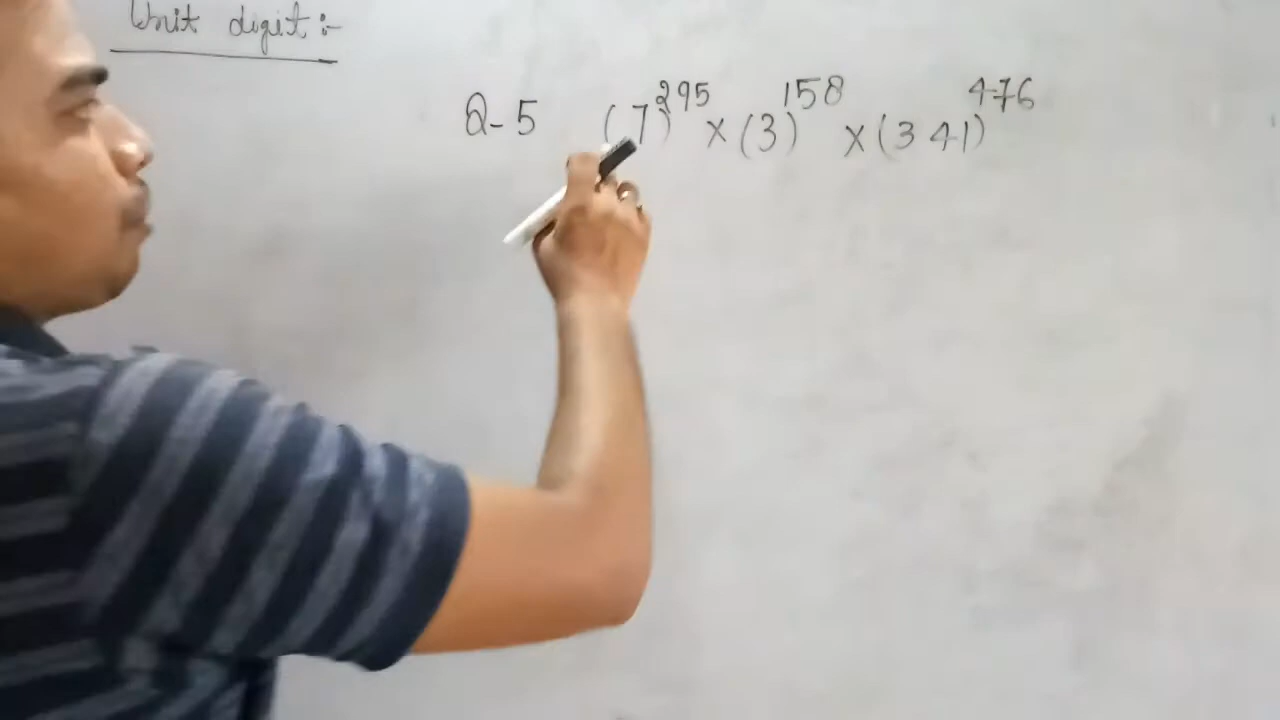 Unit digit :-
Q-5 (7)^295 × (3)^158 × (341)^476